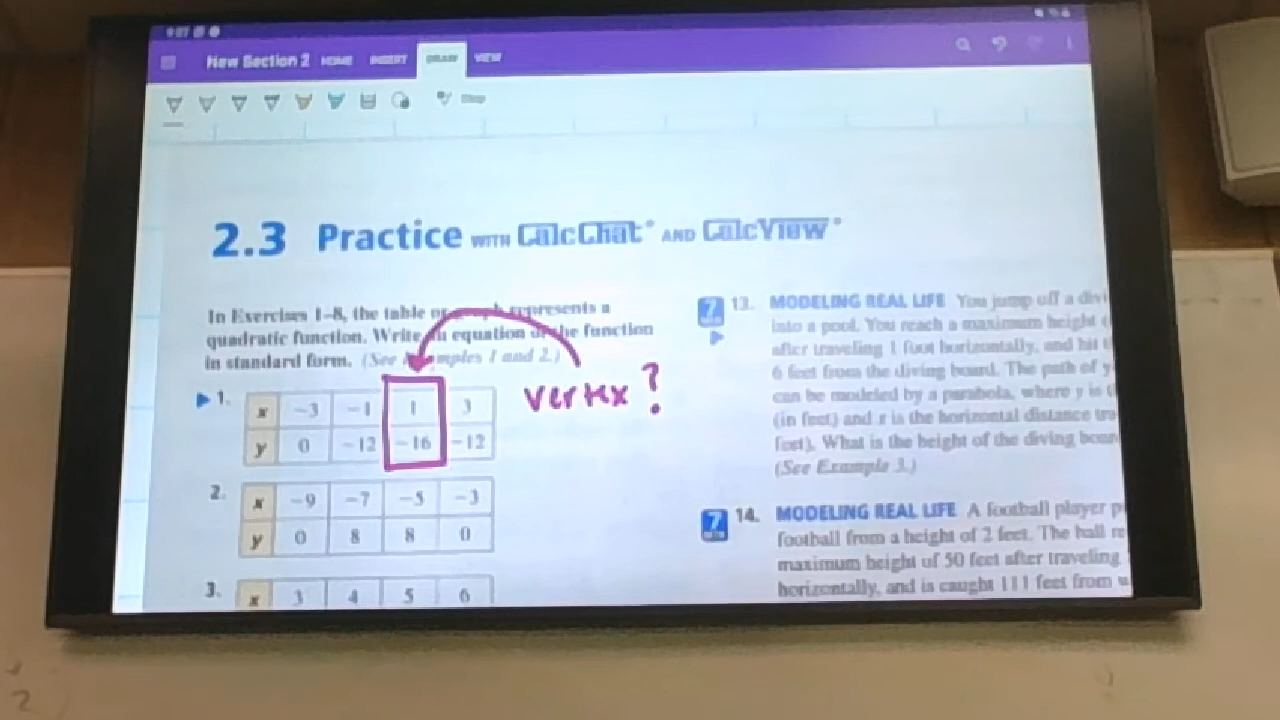 New Section 2 HOME INSERT DRAW VIEW
2.3 Practice WITH CalcChat® AND CalcView®
In Exercises 1–8, the table or graph represents a
quadratic function. Write an equation of the function
in standard form. (See Examples 1 and 2.)
vertex?
1. x −3 −1 1 3
y 0 −12 −16 −12
2. x −9 −7 −5 −3
y 0 8 8 0
3. x 3 4 5 6
13. MODELING REAL LIFE You jump off a divi
into a pool. You reach a maximum height
after traveling 1 foot horizontally, and hit t
6 feet from the diving board. The path of y
can be modeled by a parabola, where y is t
(in feet) and x is the horizontal distance tra
feet). What is the height of the diving boar
(See Example 3.)
14. MODELING REAL LIFE A football player p
football from a height of 2 feet. The ball re
maximum height of 50 feet after traveling
horizontally, and is caught 111 feet from w
2